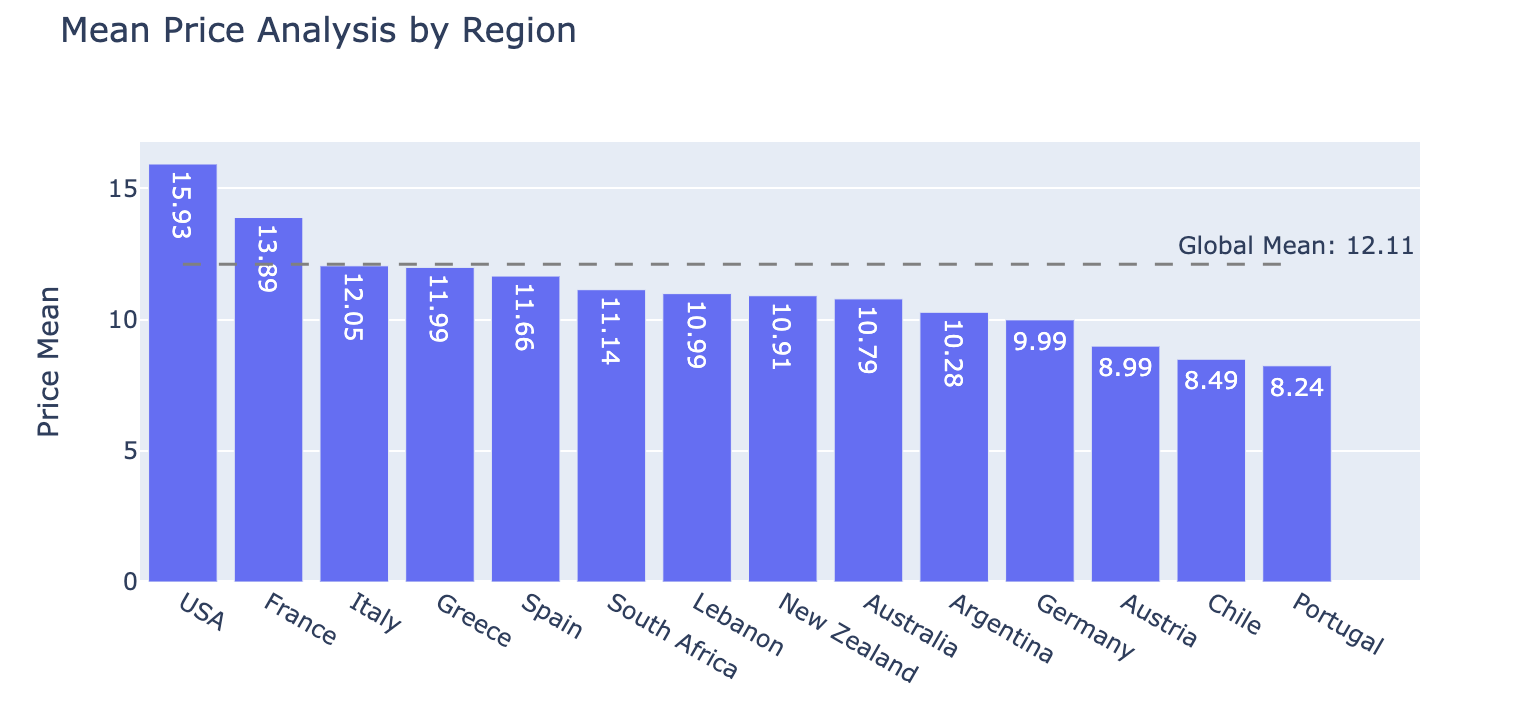 Mean Price Analysis by Region
Price Mean
15
10
5
0
Global Mean: 12.11
15.93
13.89
12.05
11.99
11.66
11.14
10.99
10.91
10.79
10.28
9.99
8.99
8.49
8.24
USA
France
Italy
Greece
Spain
South Africa
Lebanon
New Zealand
Australia
Argentina
Germany
Austria
Chile
Portugal